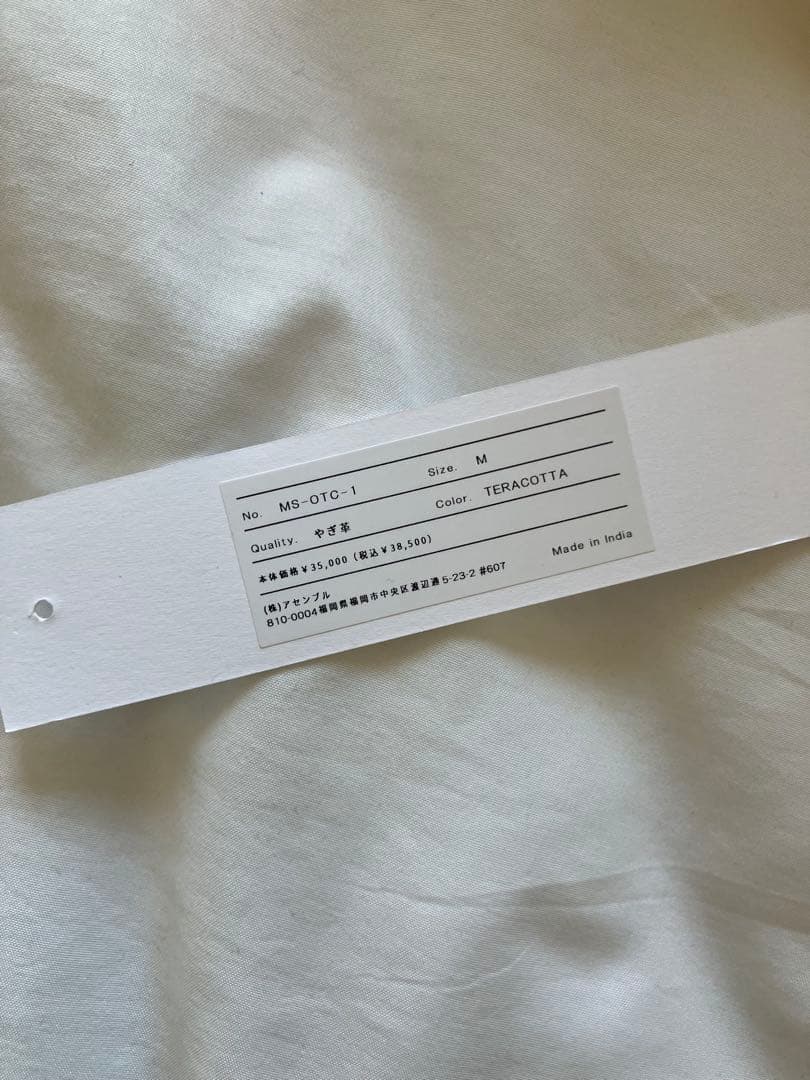 No. MS-OTC-1 Size. M
Quality. やぎ革 Color. TERACOTTA
本体価格￥35,000（税込￥38,500）
(株)アセンブル Made in India
810-0004福岡県福岡市中央区渡辺通5-23-2 #607